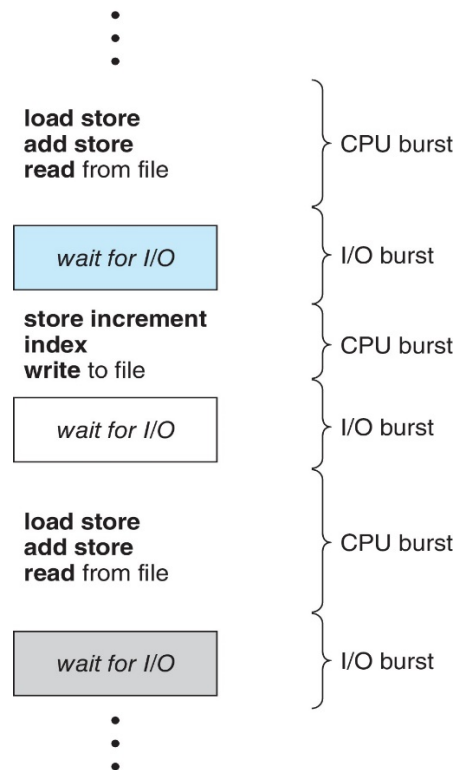 load store
add store
read from file
CPU burst
wait for I/O
I/O burst
store increment
index
write to file
CPU burst
wait for I/O
I/O burst
load store
add store
read from file
CPU burst
wait for I/O
I/O burst